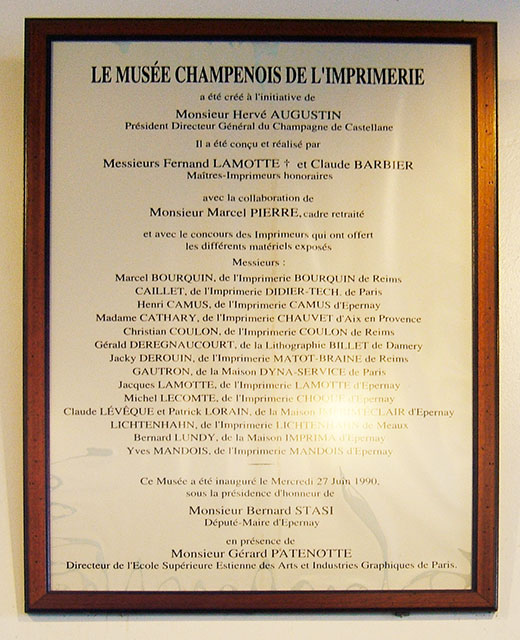 LE MUSÉE CHAMPENOIS DE L'IMPRIMERIE
a été créé à l'initiative de
Monsieur Hervé AUGUSTIN
Président Directeur Général du Champagne de Castellane
Il a été conçu et réalisé par
Messieurs Fernand LAMOTTE † et Claude BARBIER
Maîtres-Imprimeurs honoraires
avec la collaboration de
Monsieur Marcel PIERRE, cadre retraité
et avec le concours des Imprimeurs qui ont offert
les différents matériels exposés
Messieurs :
Marcel BOURQUIN, de l'Imprimerie BOURQUIN de Reims
CAILLET, de l'Imprimerie DIDIER-TECH. de Paris
Henri CAMUS, de l'Imprimerie CAMUS d'Epernay
Madame CATHARY, de l'Imprimerie CHAUVET d'Aix en Provence
Christian COULON, de l'Imprimerie COULON de Reims
Gérald DEREGNAUCOURT, de la Lithographie BILLET de Damery
Jacky DEROUIN, de l'Imprimerie MATOT-BRAINE de Reims
GAUTRON, de la Maison DYNA-SERVICE de Paris
Jacques LAMOTTE, de l'Imprimerie LAMOTTE d'Epernay
Michel LECOMTE, de l'Imprimerie CHOQUE d'Epernay
Claude LÉVÊQUE et Patrick LORAIN, de la Maison d'Epernay
LICHTENHAHN, de l'Imprimerie LICHTENHAHN de Meaux
Bernard LUNDY, de la Maison IMPRIMA d'Epernay
Yves MANDOIS, de l'Imprimerie MANDOIS d'Epernay
Ce Musée a été inauguré le Mercredi 27 Juin 1990,
sous la présidence d'honneur de
Monsieur Bernard STASI
Député-Maire d'Epernay
en présence de
Monsieur Gérard PATENOTTE
Directeur de l'Ecole Supérieure Estienne des Arts et Industries Graphiques de Paris.